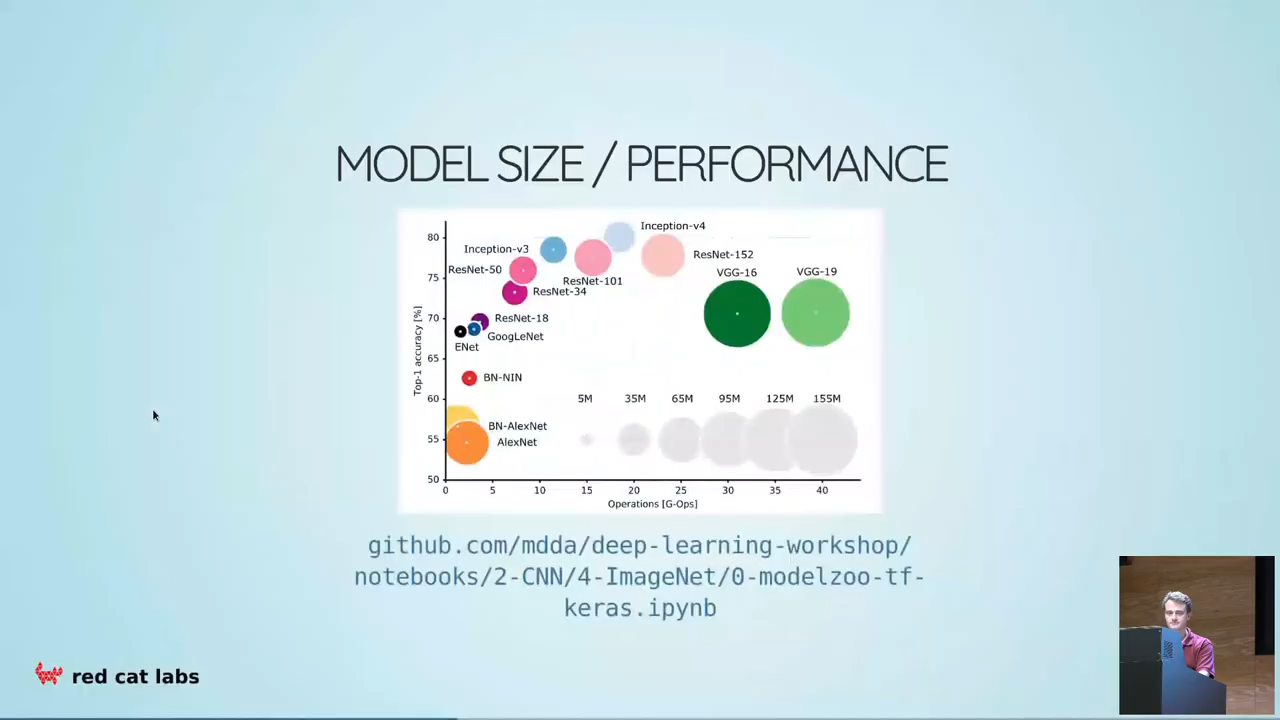 MODEL SIZE / PERFORMANCE
Inception-v4
Inception-v3
ResNet-152
ResNet-50
VGG-16
VGG-19
ResNet-101
ResNet-34
ResNet-18
GoogLeNet
ENet
BN-NIN
5M 35M 65M 95M 125M 155M
BN-AlexNet
AlexNet
Top-1 accuracy [%]
80
75
70
65
60
55
50
0 5 10 15 20 25 30 35 40
Operations [G-Ops]
github.com/mdda/deep-learning-workshop/
notebooks/2-CNN/4-ImageNet/0-modelzoo-tf-
keras.ipynb
red cat labs